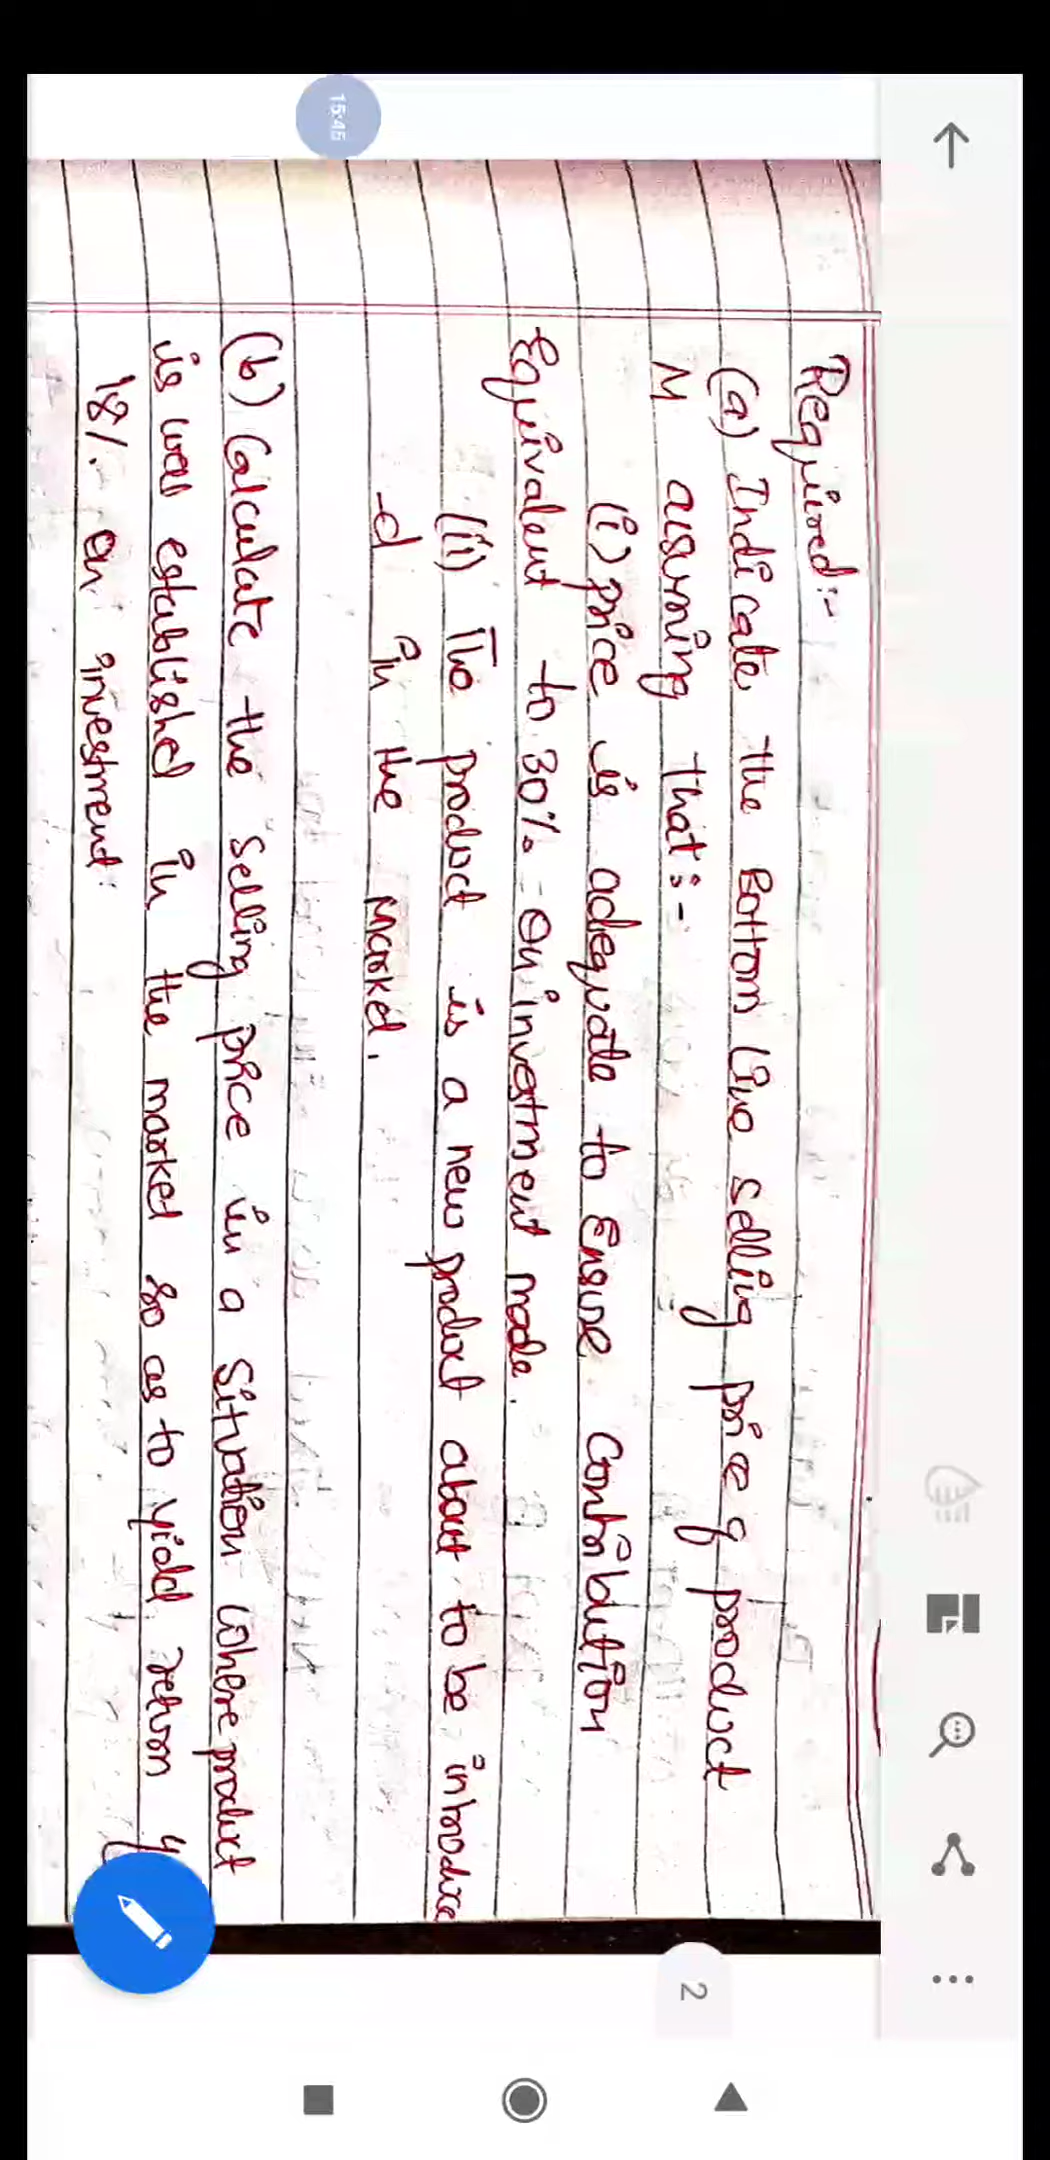 15:45
Required:-
(a) Indicate the Bottom Line selling price of product
M assuming that:-
(i) price is adequate to Ensure Contribution
Equivalent to 30% on investment made.
(ii) The product is a new product about to be introduce
-d in the Market.
(b) Calculate the selling price in a Situation where product
is well established in the market so as to yield return of
18% on investment.
2